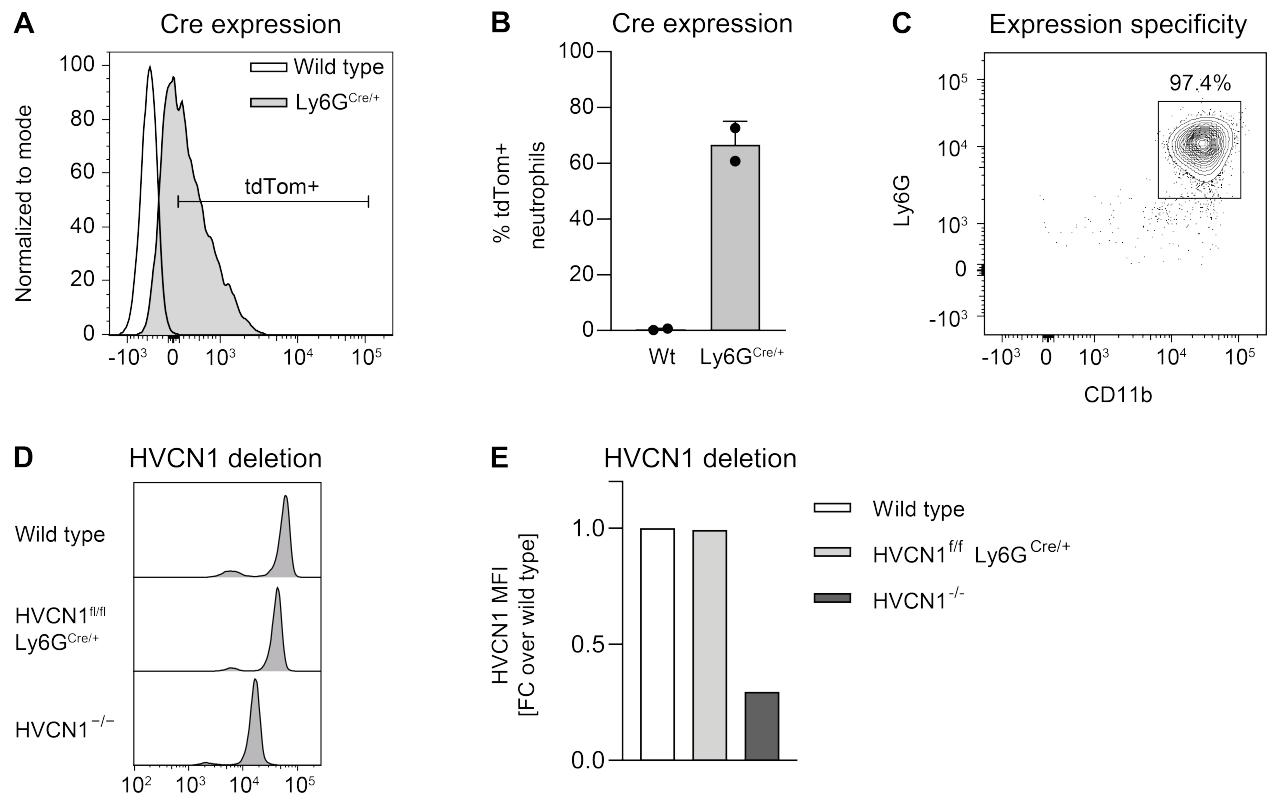 A Cre expression
100
80
60
40
20
0
Normalized to mode
Wild type
Ly6G^Cre/+
tdTom+
-10³ 0 10³ 10⁴ 10⁵
B Cre expression
100
80
60
40
20
0
% tdTom+
neutrophils
Wt Ly6G^Cre/+
C Expression specificity
97.4%
10⁵
10⁴
10³
0
-10³
Ly6G
-10³ 0 10³ 10⁴ 10⁵
CD11b
D HVCN1 deletion
Wild type
HVCN1^fl/fl
Ly6G^Cre/+
HVCN1^−/−
10² 10³ 10⁴ 10⁵
E HVCN1 deletion
1.0
0.5
0.0
HVCN1 MFI
[FC over wild type]
Wild type
HVCN1^f/f Ly6G^Cre/+
HVCN1^-/-